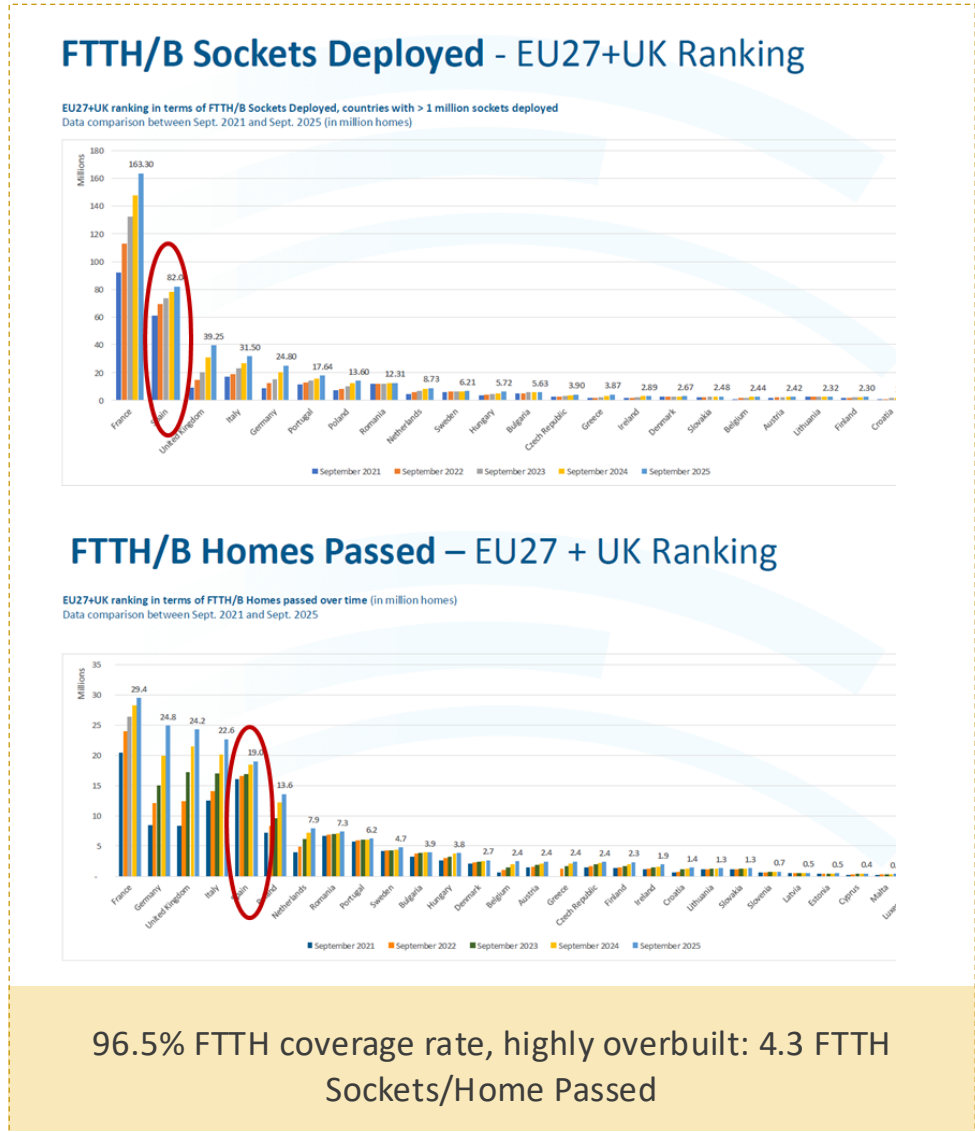 FTTH/B Sockets Deployed - EU27+UK Ranking
EU27+UK ranking in terms of FTTH/B Sockets Deployed, countries with > 1 million sockets deployed
Data comparison between Sept. 2021 and Sept. 2025 (in million homes)
Millions
180
160
140
120
100
80
60
40
20
0
163.30
82.0
39.25
31.50
24.80
17.64
13.60
12.31
8.73
6.21
5.72
5.63
3.90
3.87
2.89
2.67
2.48
2.44
2.42
2.32
2.30
France
Spain
United Kingdom
Italy
Germany
Portugal
Poland
Romania
Netherlands
Sweden
Hungary
Bulgaria
Czech Republic
Greece
Ireland
Denmark
Slovakia
Belgium
Austria
Lithuania
Finland
Croatia
September 2021 September 2022 September 2023 September 2024 September 2025
FTTH/B Homes Passed – EU27 + UK Ranking
EU27+UK ranking in terms of FTTH/B Homes passed over time (in million homes)
Data comparison between Sept. 2021 and Sept. 2025
Millions
35
30
25
20
15
10
5
-
29.4
24.8
24.2
22.6
19.0
13.6
7.9
7.3
6.2
4.7
3.9
3.8
2.7
2.4
2.4
2.4
2.4
2.3
1.9
1.4
1.3
1.3
0.7
0.5
0.5
0.4
0.
France
Germany
United Kingdom
Italy
Spain
Poland
Netherlands
Romania
Portugal
Sweden
Bulgaria
Hungary
Denmark
Belgium
Austria
Greece
Czech Republic
Finland
Ireland
Croatia
Lithuania
Slovakia
Slovenia
Latvia
Estonia
Cyprus
Malta
Luxe
September 2021 September 2022 September 2023 September 2024 September 2025
96.5% FTTH coverage rate, highly overbuilt: 4.3 FTTH
Sockets/Home Passed